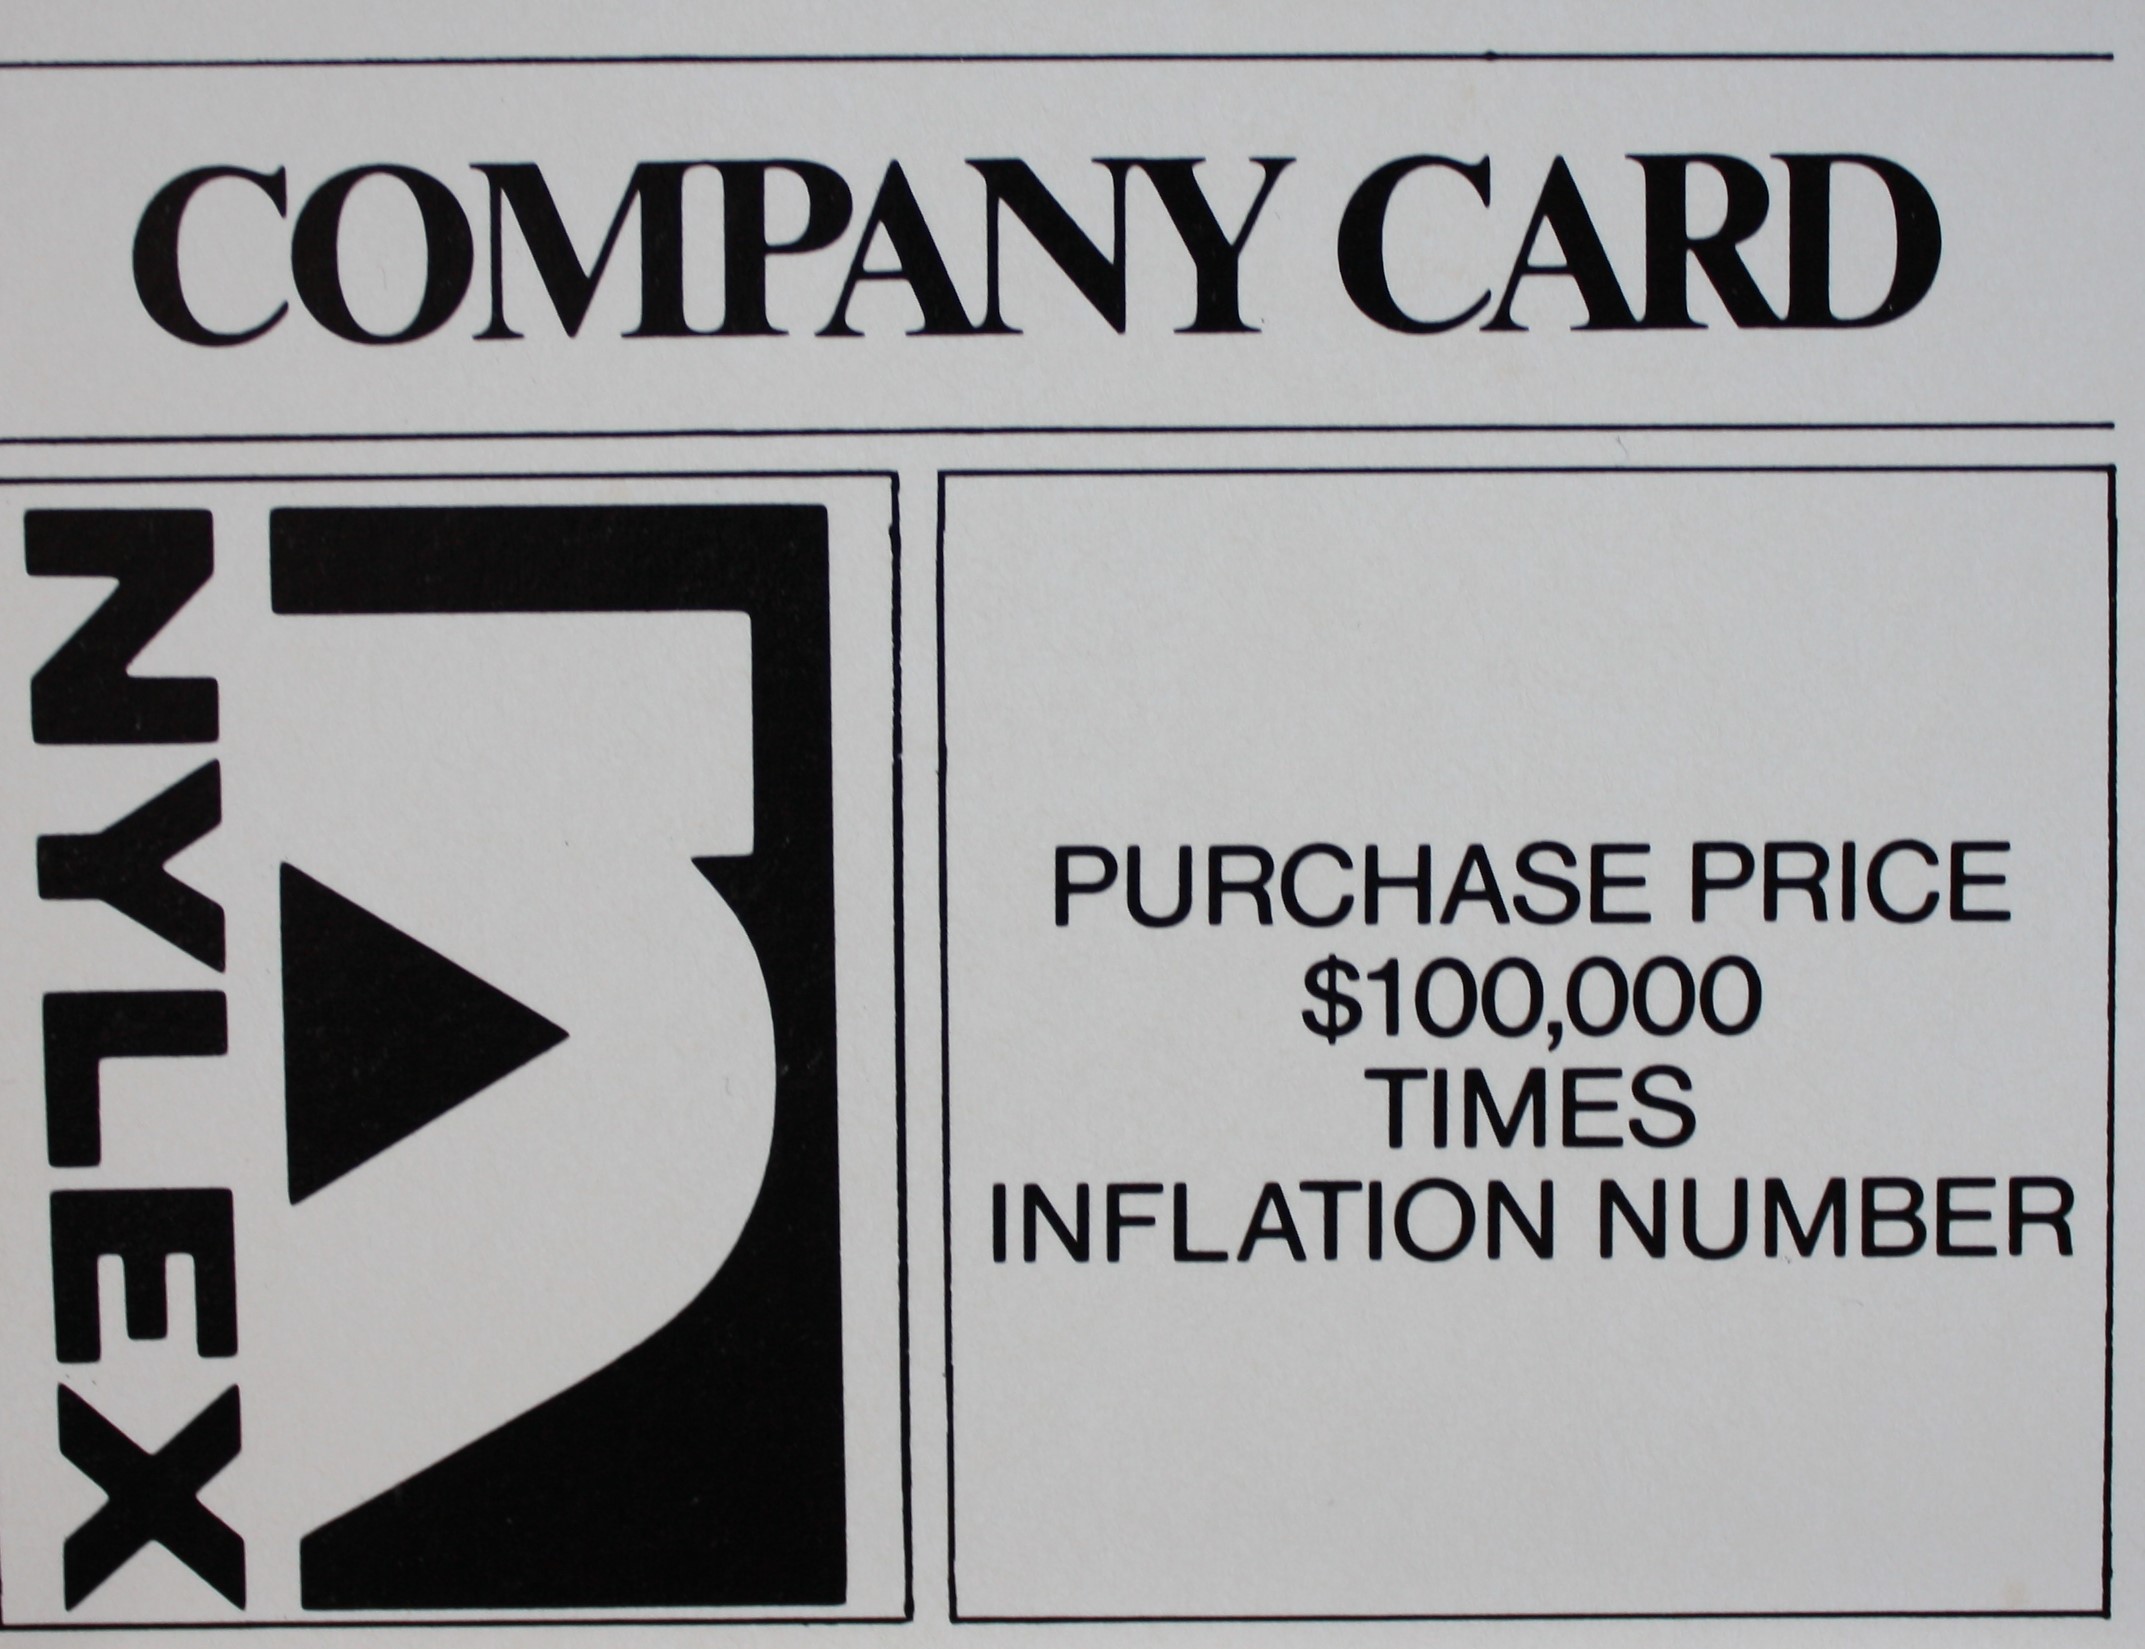 COMPANY CARD
NYLEX
PURCHASE PRICE
$100,000
TIMES
INFLATION NUMBER